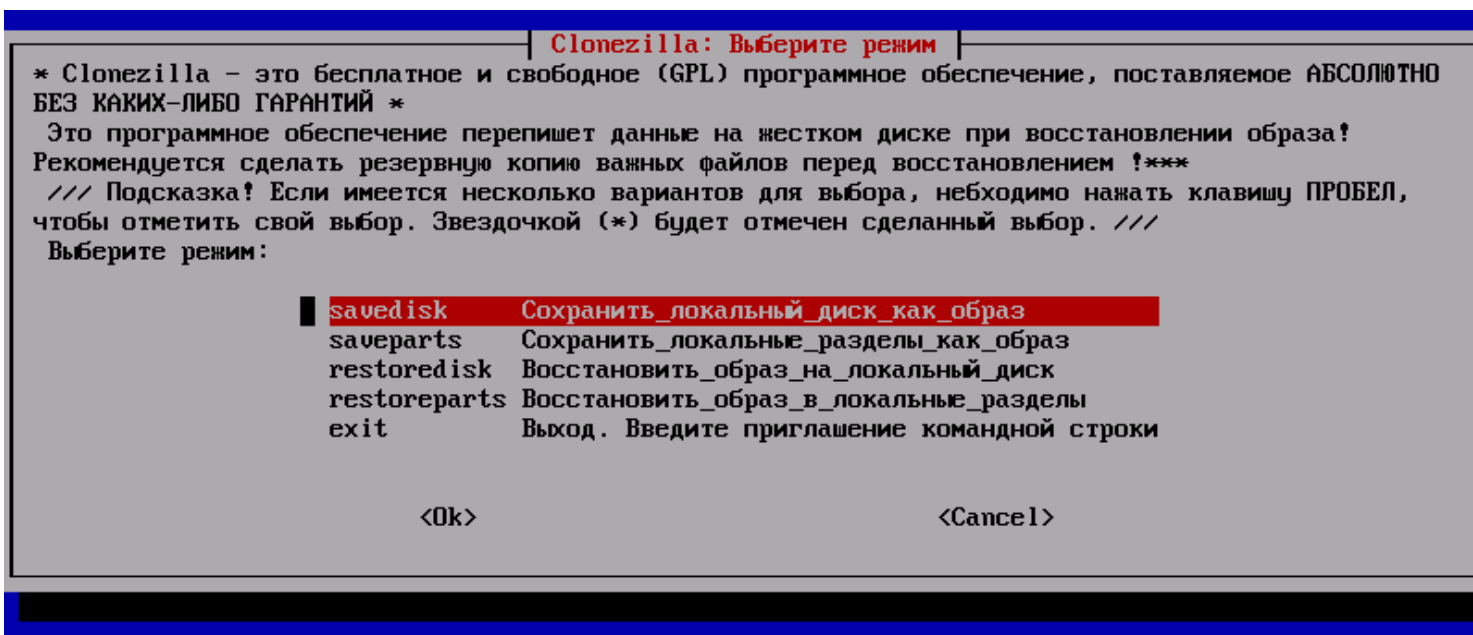 Clonezilla: Выберите режим
* Clonezilla - это бесплатное и свободное (GPL) программное обеспечение, поставляемое АБСОЛЮТНО
БЕЗ КАКИХ-ЛИБО ГАРАНТИЙ *
Это программное обеспечение перепишет данные на жестком диске при восстановлении образа!
Рекомендуется сделать резервную копию важных файлов перед восстановлением !***
/// Подсказка! Если имеется несколько вариантов для выбора, небходимо нажать клавишу ПРОБЕЛ,
чтобы отметить свой выбор. Звездочкой (*) будет отмечен сделанный выбор. ///
Выберите режим:
savedisk Сохранить_локальный_диск_как_образ
saveparts Сохранить_локальные_разделы_как_образ
restoredisk Восстановить_образ_на_локальный_диск
restoreparts Восстановить_образ_в_локальные_разделы
exit Выход. Введите приглашение командной строки
<Ok> <Cancel>